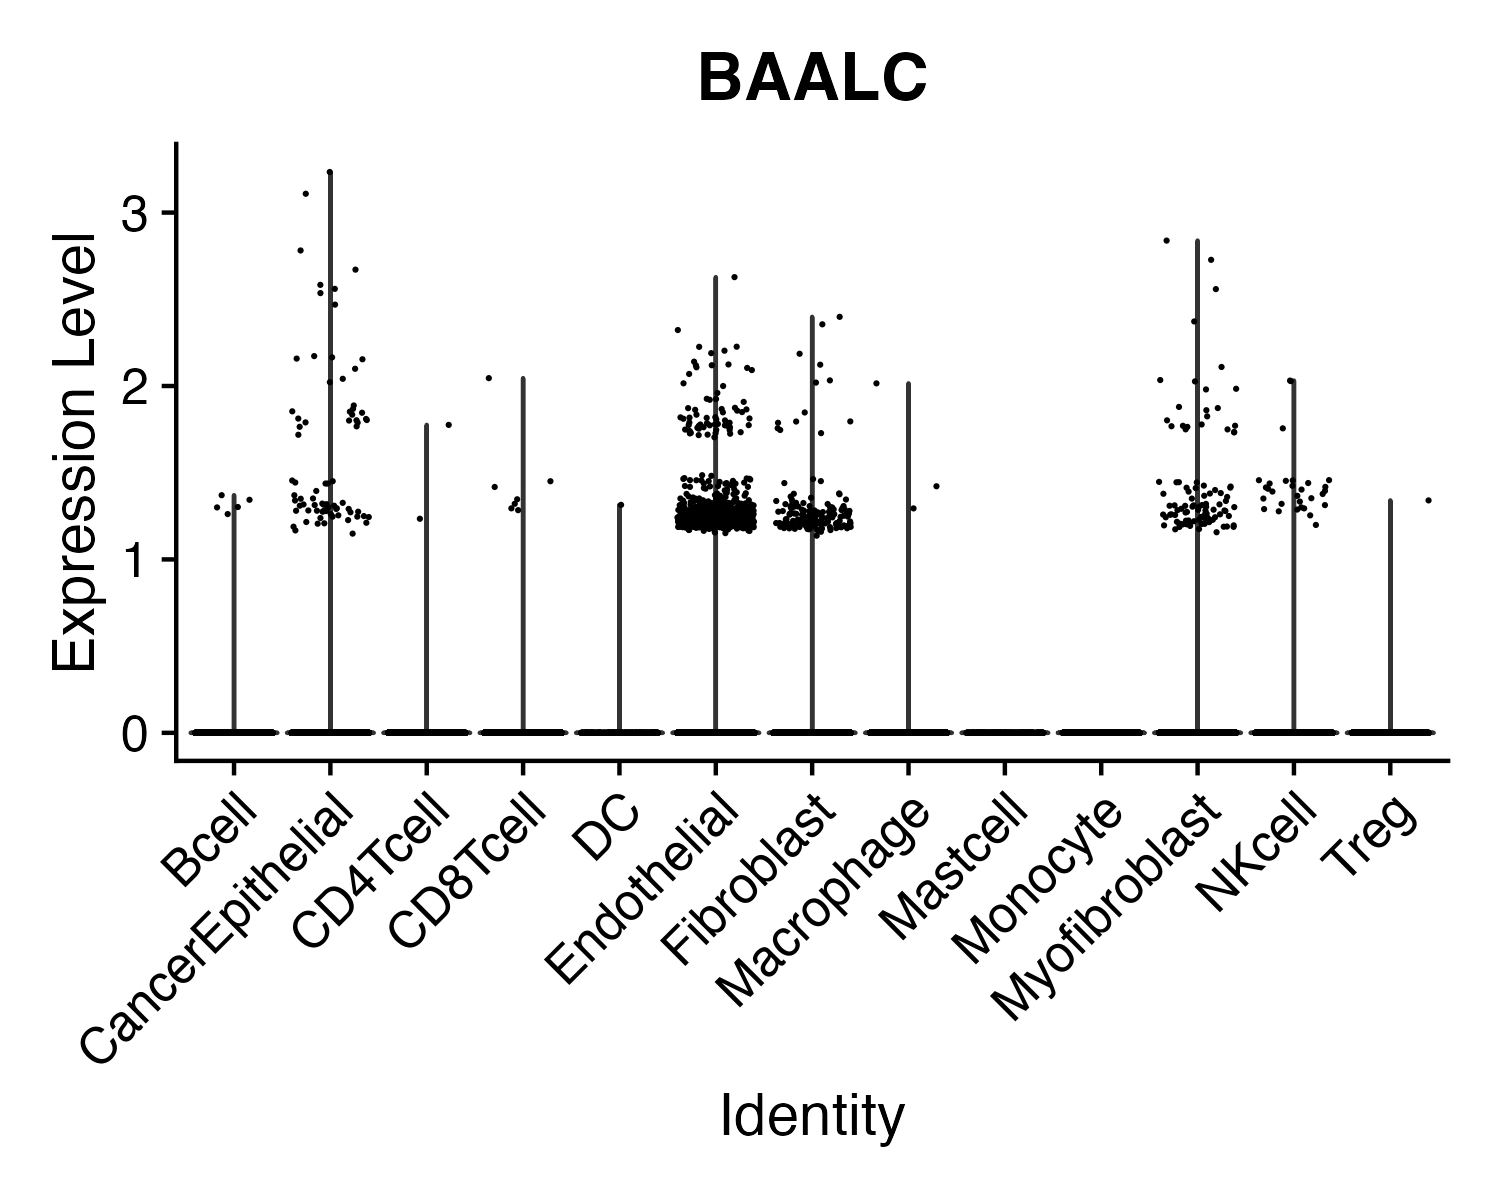 BAALC
Expression Level
3
2
1
0
Bcell
CancerEpithelial
CD4Tcell
CD8Tcell
DC
Endothelial
Fibroblast
Macrophage
Mastcell
Monocyte
Myofibroblast
NKcell
Treg
Identity